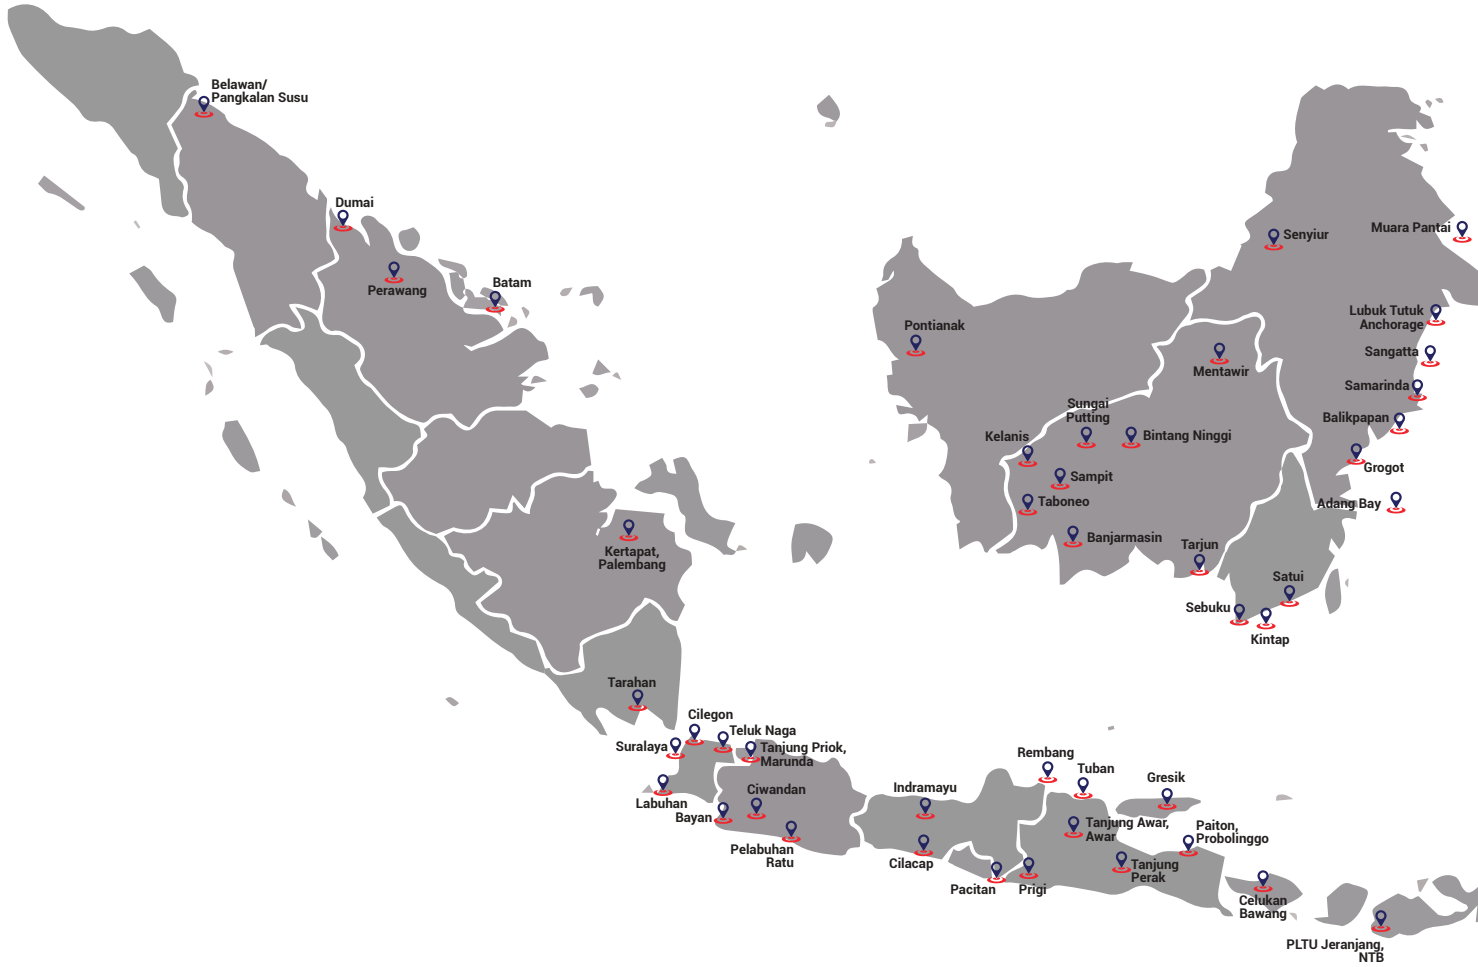 Belawan/
Pangkalan Susu
Dumai
Perawang
Batam
Kertapat,
Palembang
Tarahan
Pontianak
Senyiur
Muara Pantai
Lubuk Tutuk
Anchorage
Sangatta
Mentawir
Samarinda
Sungai
Putting
Balikpapan
Kelanis
Bintang Ninggi
Grogot
Sampit
Taboneo
Adang Bay
Banjarmasin
Tarjun
Satui
Sebuku
Kintap
Cilegon
Teluk Naga
Suralaya
Tanjung Priok,
Marunda
Labuhan
Ciwandan
Bayan
Pelabuhan
Ratu
Indramayu
Cilacap
Rembang
Tuban
Gresik
Tanjung Awar,
Awar
Paiton,
Probolinggo
Tanjung
Perak
Pacitan
Prigi
Celukan
Bawang
PLTU Jeranjang,
NTB